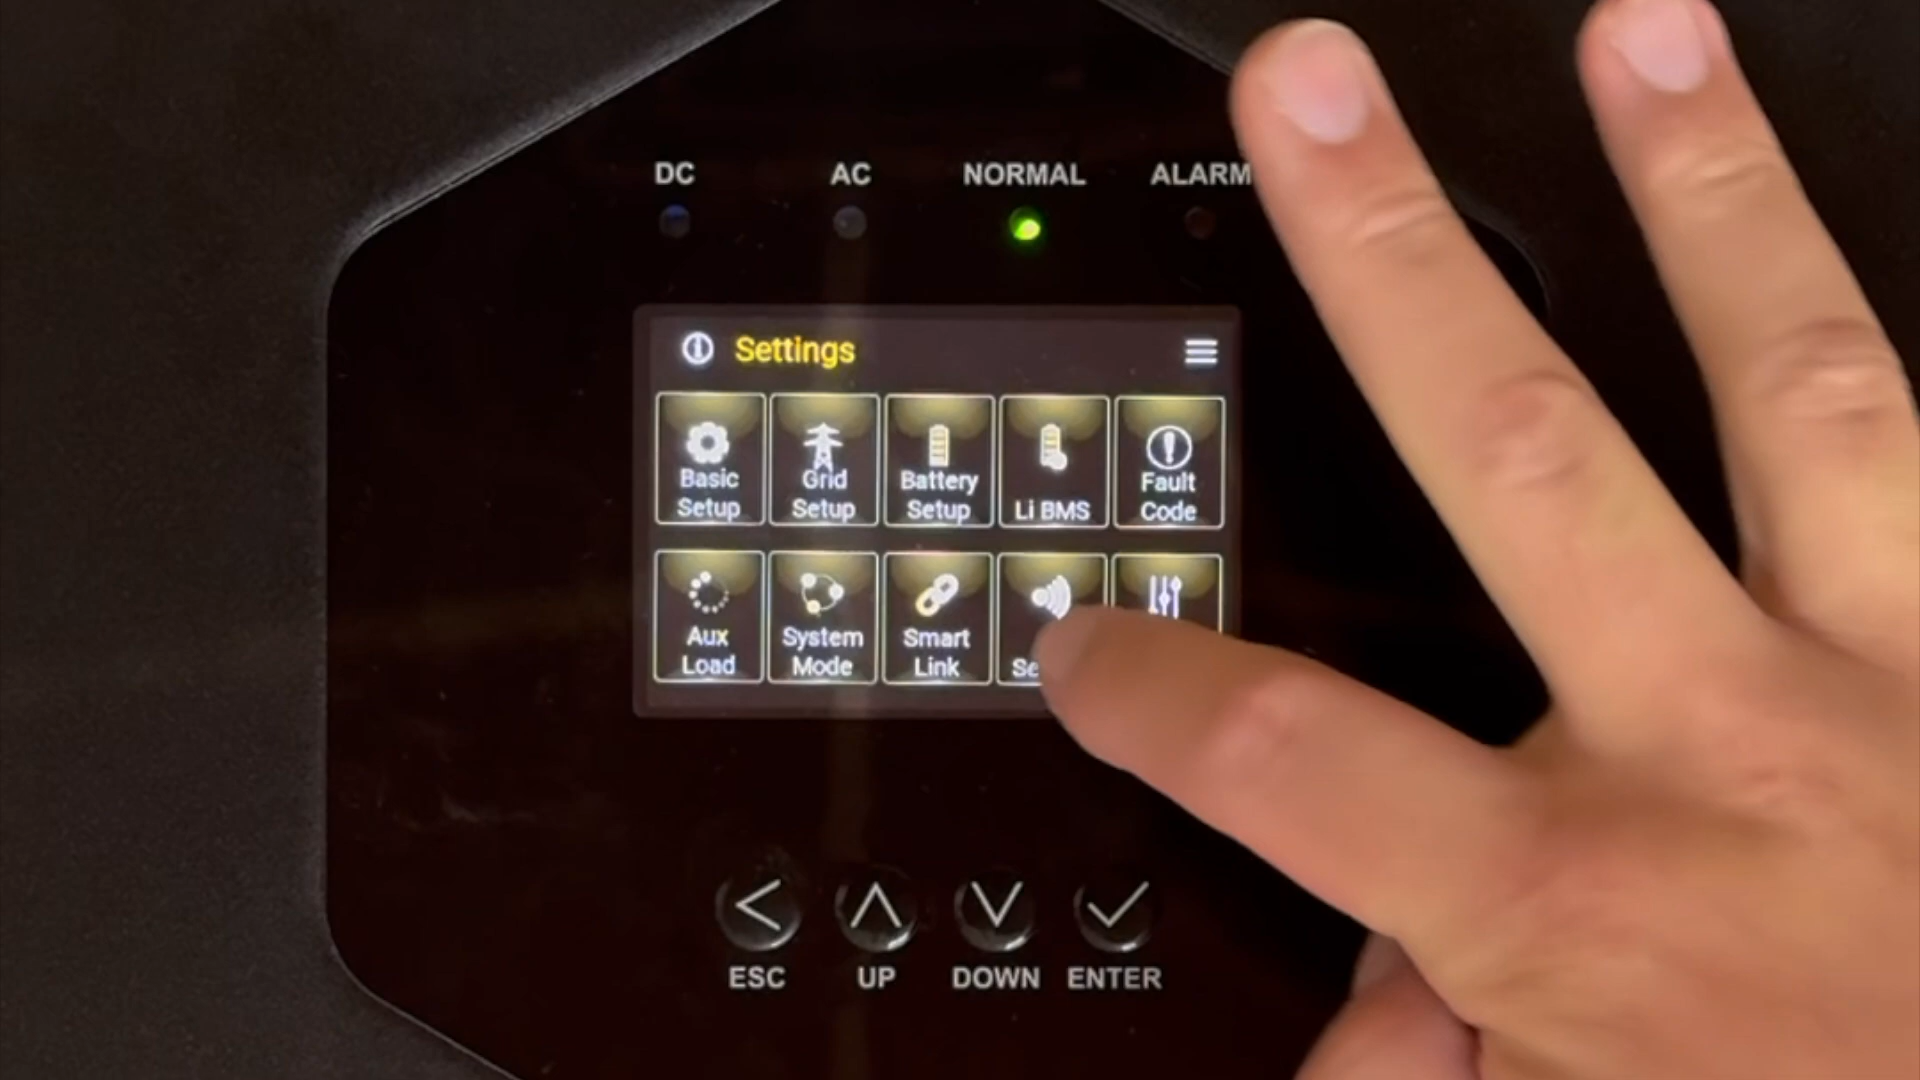 DC AC NORMAL ALARM
Settings
Basic Setup
Grid Setup
Battery Setup
Li BMS
Fault Code
Aux Load
System Mode
Smart Link
ESC UP DOWN ENTER